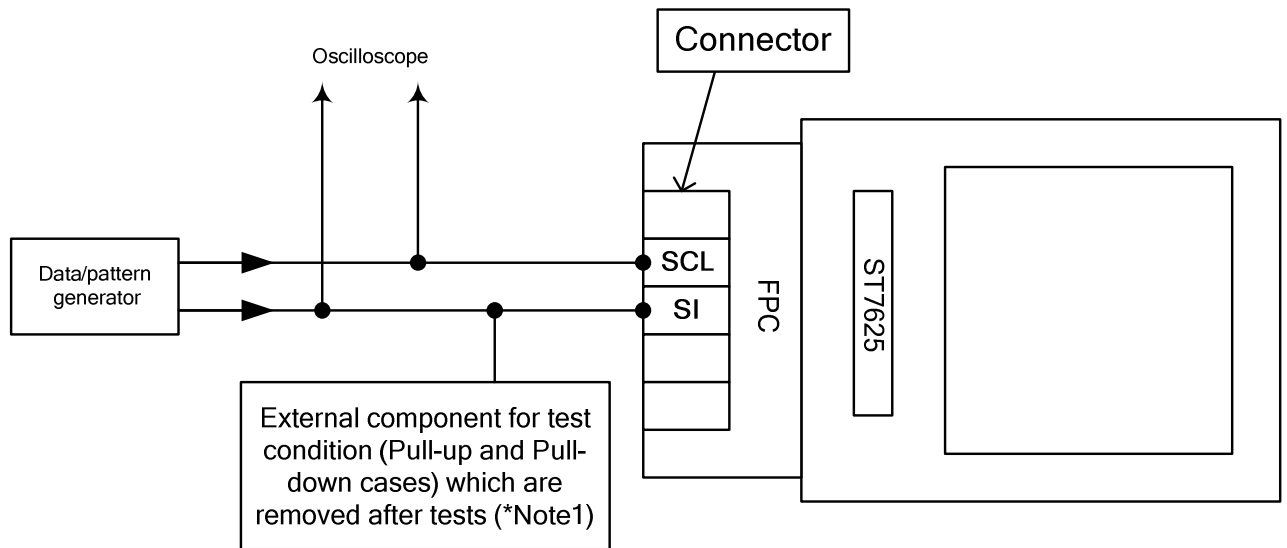 Oscilloscope
Connector
Data/pattern
generator
SCL
SI
FPC
ST7625
External component for test
condition (Pull-up and Pull-
down cases) which are
removed after tests (*Note1)